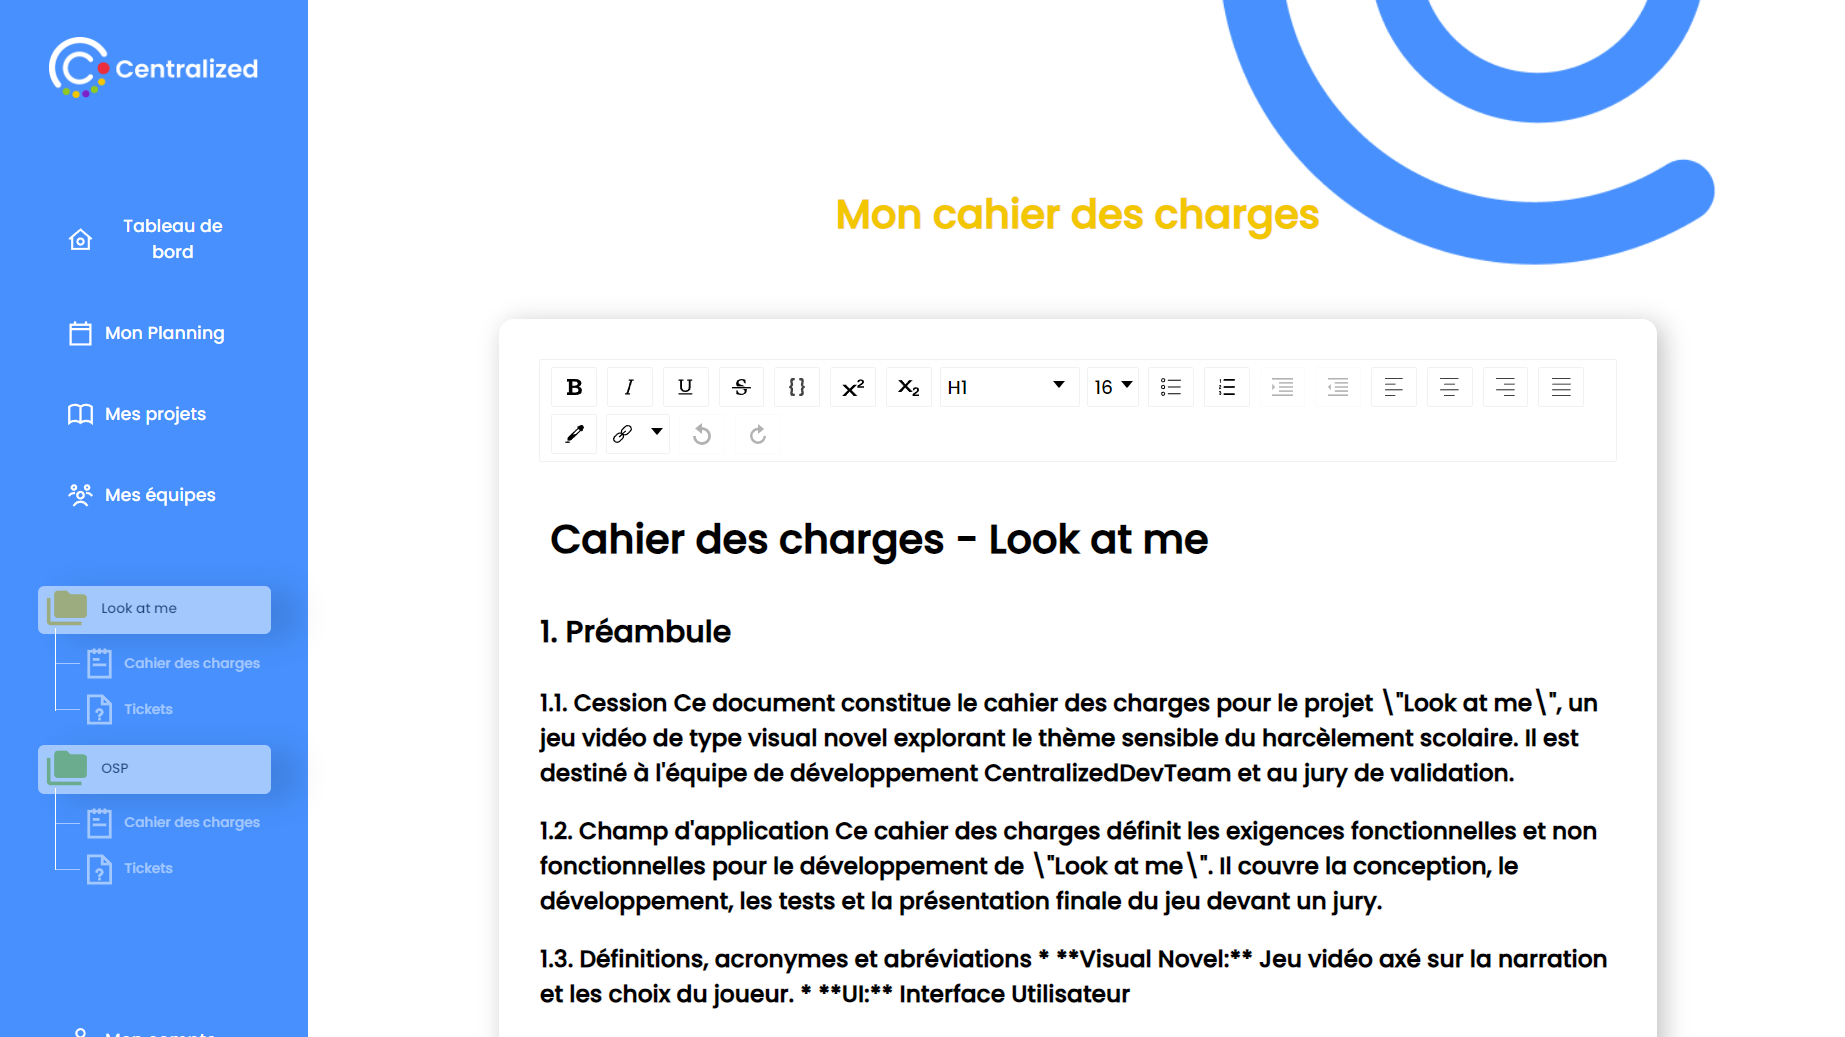 Centralized
Tableau de
bord
Mon Planning
Mes projets
Mes équipes
Look at me
Cahier des charges
Tickets
OSP
Cahier des charges
Tickets
Mon compte
Mon cahier des charges
B I U S {} X² X₂ H1 16
Cahier des charges - Look at me
1. Préambule
1.1. Cession Ce document constitue le cahier des charges pour le projet \"Look at me\", un
jeu vidéo de type visual novel explorant le thème sensible du harcèlement scolaire. Il est
destiné à l'équipe de développement CentralizedDevTeam et au jury de validation.
1.2. Champ d'application Ce cahier des charges définit les exigences fonctionnelles et non
fonctionnelles pour le développement de \"Look at me\". Il couvre la conception, le
développement, les tests et la présentation finale du jeu devant un jury.
1.3. Définitions, acronymes et abréviations * **Visual Novel:** Jeu vidéo axé sur la narration
et les choix du joueur. * **UI:** Interface Utilisateur